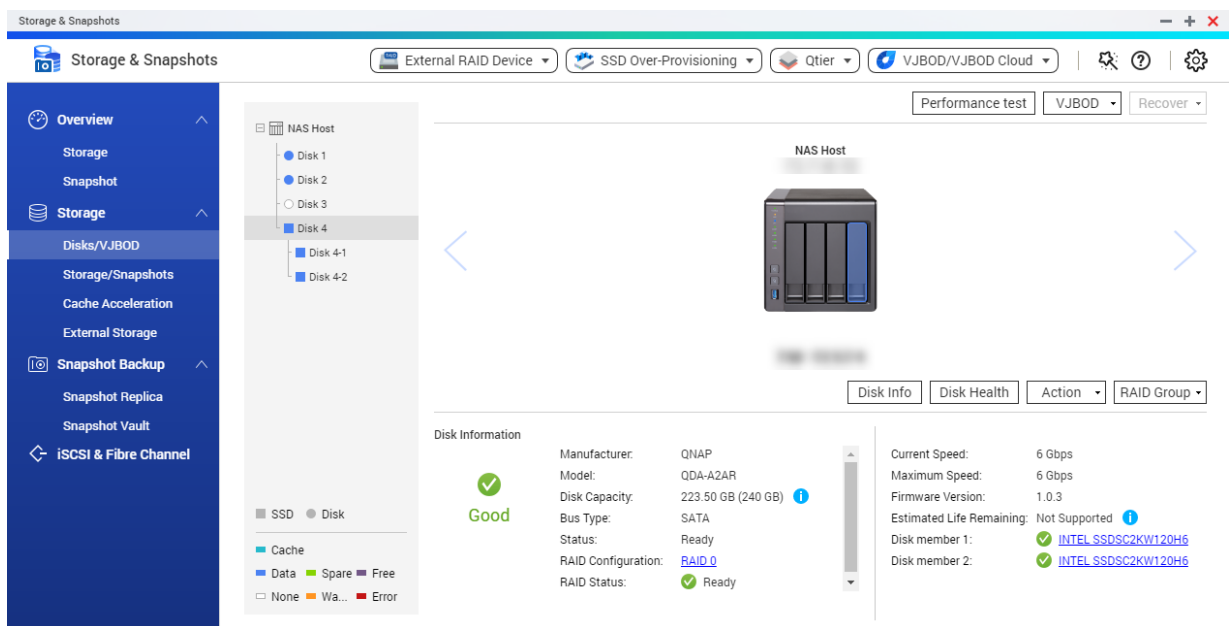 Storage & Snapshots
Storage & Snapshots
External RAID Device
SSD Over-Provisioning
Qtier
VJBOD/VJBOD Cloud
Overview
Storage
Snapshot
Storage
Disks/VJBOD
Storage/Snapshots
Cache Acceleration
External Storage
Snapshot Backup
Snapshot Replica
Snapshot Vault
iSCSI & Fibre Channel
NAS Host
Disk 1
Disk 2
Disk 3
Disk 4
Disk 4-1
Disk 4-2
SSD Disk
Cache
Data Spare Free
None Wa... Error
Performance test
VJBOD
Recover
NAS Host
Disk Info
Disk Health
Action
RAID Group
Disk Information
Good
Manufacturer: QNAP
Model: QDA-A2AR
Disk Capacity: 223.50 GB (240 GB)
Bus Type: SATA
Status: Ready
RAID Configuration: RAID 0
RAID Status: Ready
Current Speed: 6 Gbps
Maximum Speed: 6 Gbps
Firmware Version: 1.0.3
Estimated Life Remaining: Not Supported
Disk member 1: INTEL SSDSC2KW120H6
Disk member 2: INTEL SSDSC2KW120H6